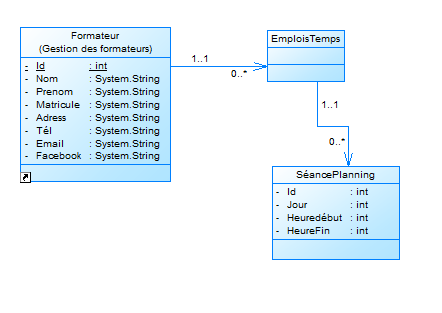 Formateur
(Gestion des formateurs)
- Id : int
- Nom : System.String
- Prenom : System.String
- Matricule : System.String
- Adress : System.String
- Tél : System.String
- Email : System.String
- Facebook : System.String
1..1
0..*
EmploisTemps
1..1
0..*
SéancePlanning
- Id : int
- Jour : int
- Heuredébut : int
- HeureFin : int